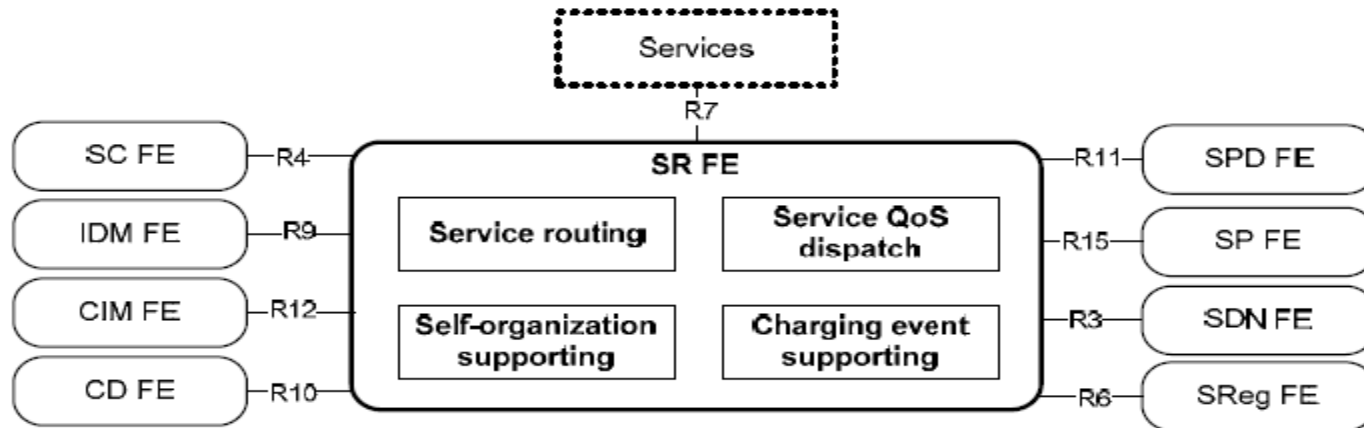 Services
R7
SC FE
R4
SR FE
R11
SPD FE
IDM FE
R9
Service routing
Service QoS
dispatch
R15
SP FE
CIM FE
R12
Self-organization
supporting
Charging event
supporting
R3
SDN FE
CD FE
R10
R6
SReg FE